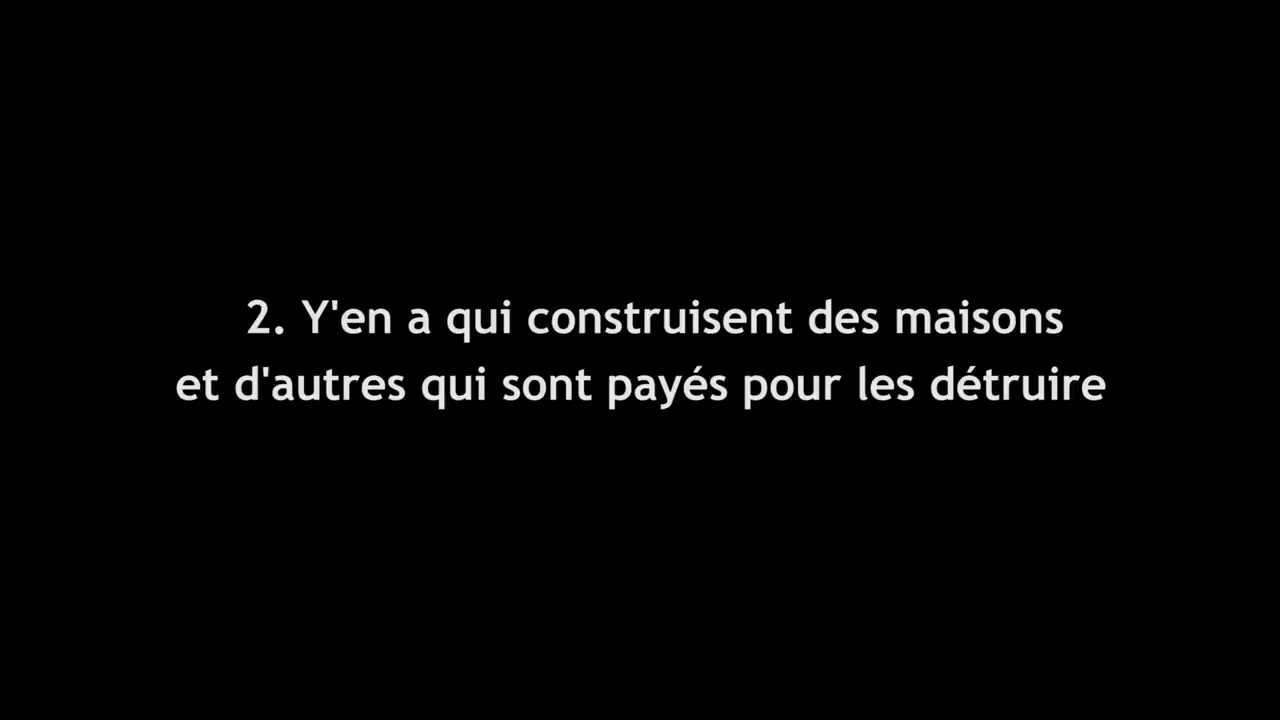 2. Y'en a qui construisent des maisons
et d'autres qui sont payés pour les détruire